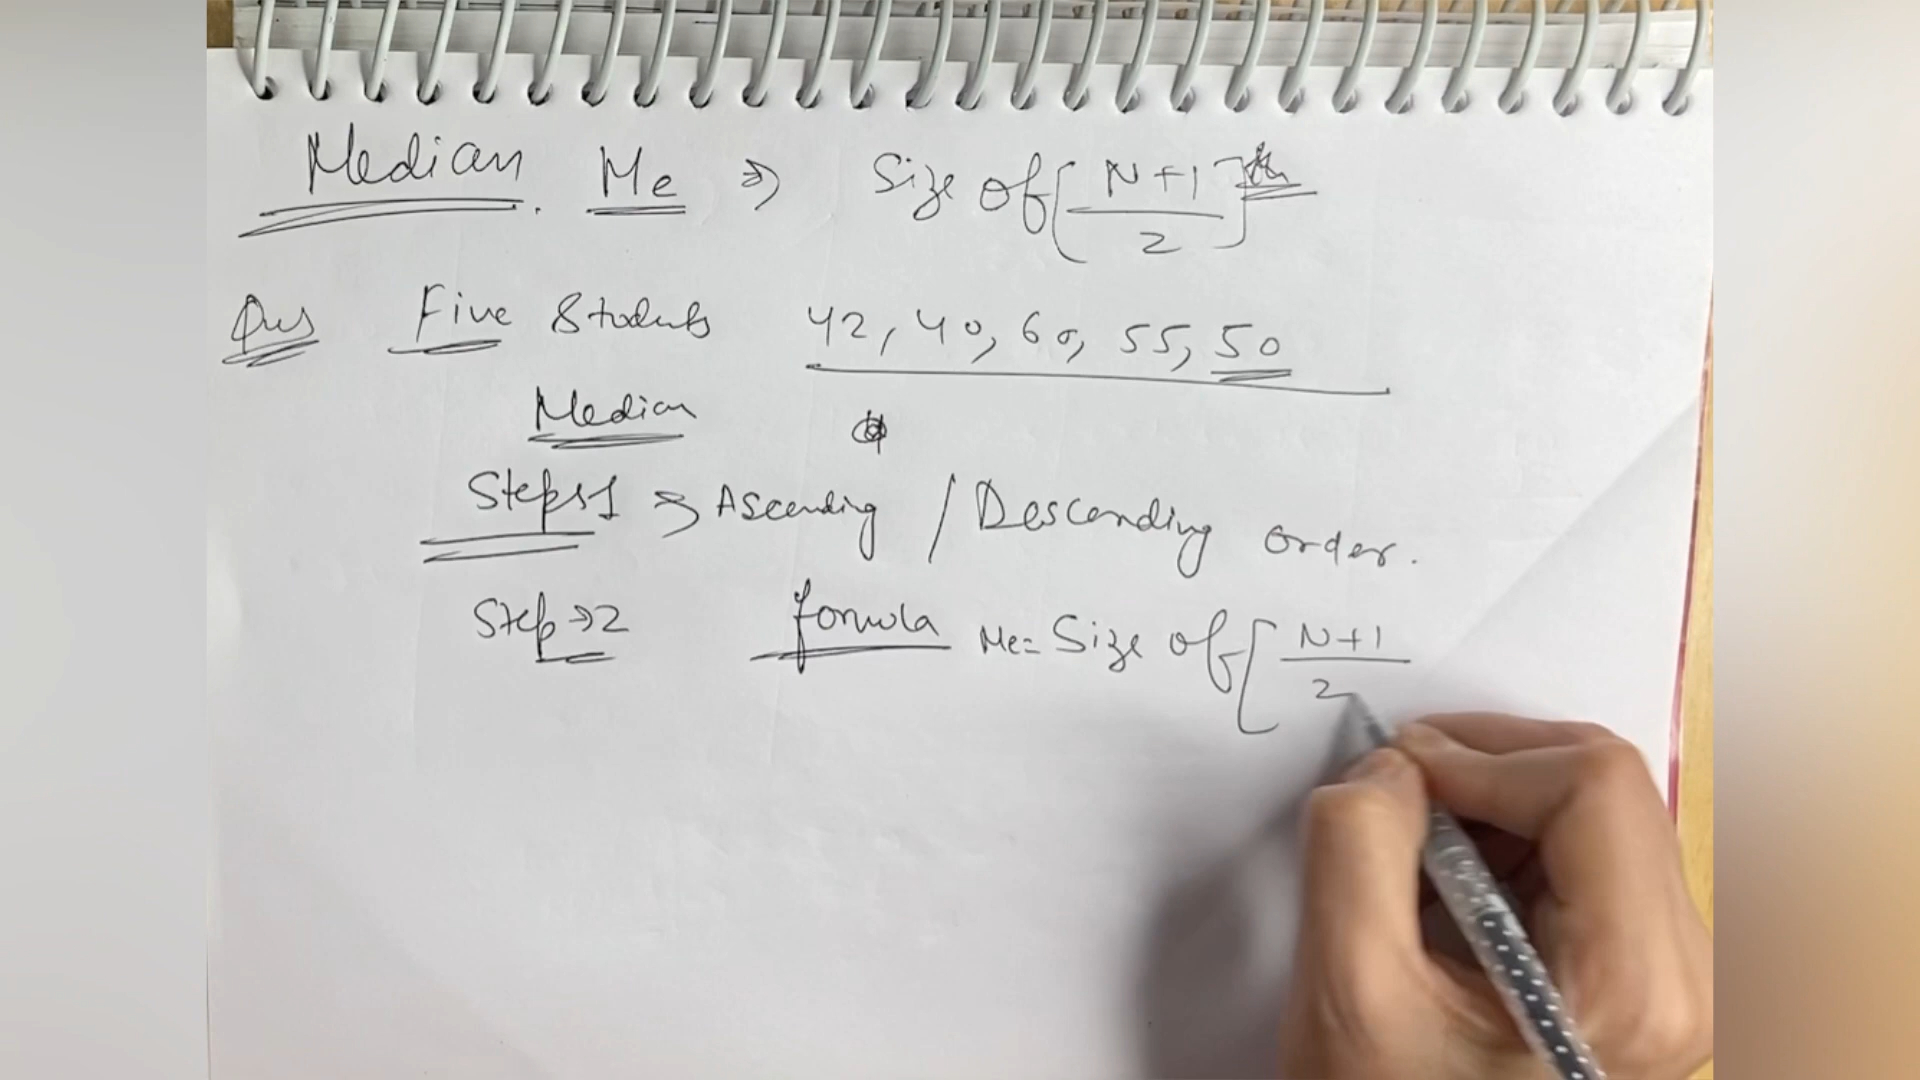 Median. Me ⇒ Size of [N+1/2]th
Ques Five Students 42, 40, 60, 55, 50
Median
Steps1 ⇒ Ascending / Descending order.
Step ⇒ 2 formula Me = Size of [N+1/2